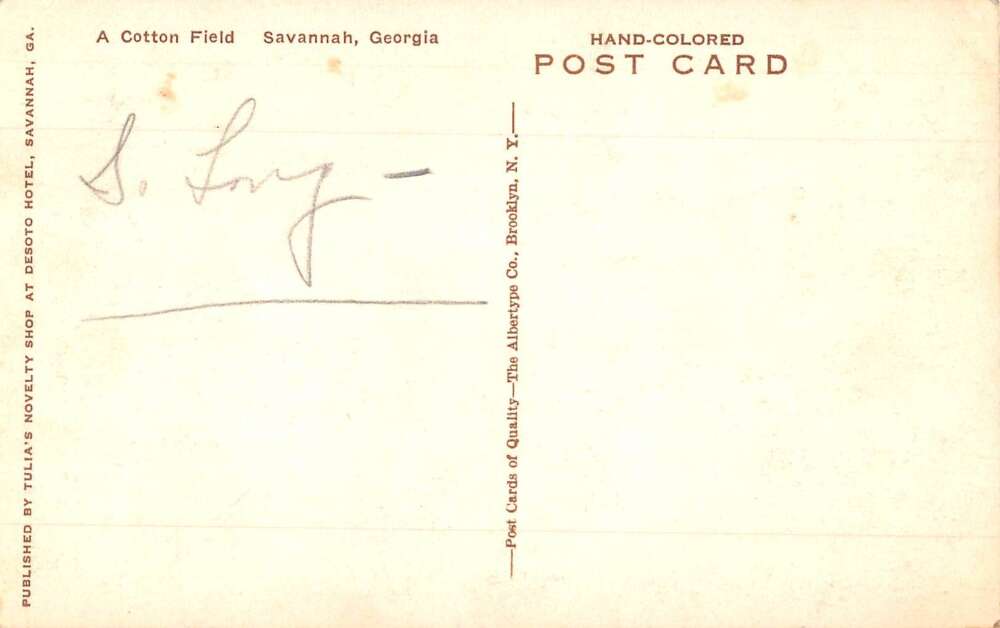 A Cotton Field Savannah, Georgia
HAND-COLORED
POST CARD
S. Long —
PUBLISHED BY TULIA'S NOVELTY SHOP AT DESOTO HOTEL, SAVANNAH, GA.
—Post Cards of Quality—The Albertype Co., Brooklyn, N. Y.—